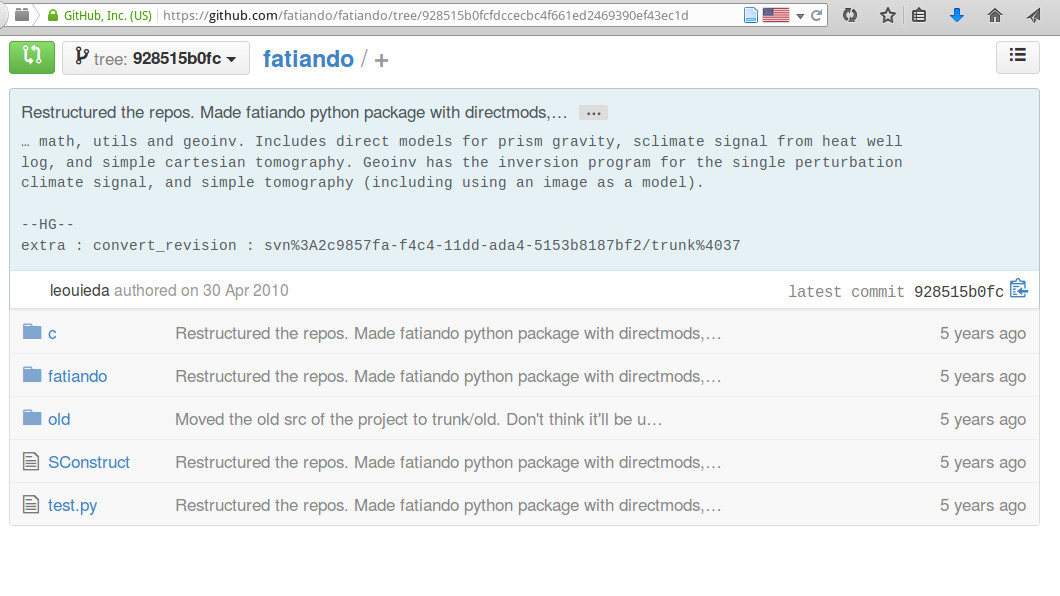 GitHub, Inc. (US) https://github.com/fatiando/fatiando/tree/928515b0fcfdccecbc4f661ed2469390ef43ec1d
tree: 928515b0fc fatiando / +
Restructured the repos. Made fatiando python package with directmods,… …
… math, utils and geoinv. Includes direct models for prism gravity, sclimate signal from heat well
log, and simple cartesian tomography. Geoinv has the inversion program for the single perturbation
climate signal, and simple tomography (including using an image as a model).
--HG--
extra : convert_revision : svn%3A2c9857fa-f4c4-11dd-ada4-5153b8187bf2/trunk%4037
leouieda authored on 30 Apr 2010 latest commit 928515b0fc
c Restructured the repos. Made fatiando python package with directmods,… 5 years ago
fatiando Restructured the repos. Made fatiando python package with directmods,… 5 years ago
old Moved the old src of the project to trunk/old. Don't think it'll be u… 5 years ago
SConstruct Restructured the repos. Made fatiando python package with directmods,… 5 years ago
test.py Restructured the repos. Made fatiando python package with directmods,… 5 years ago